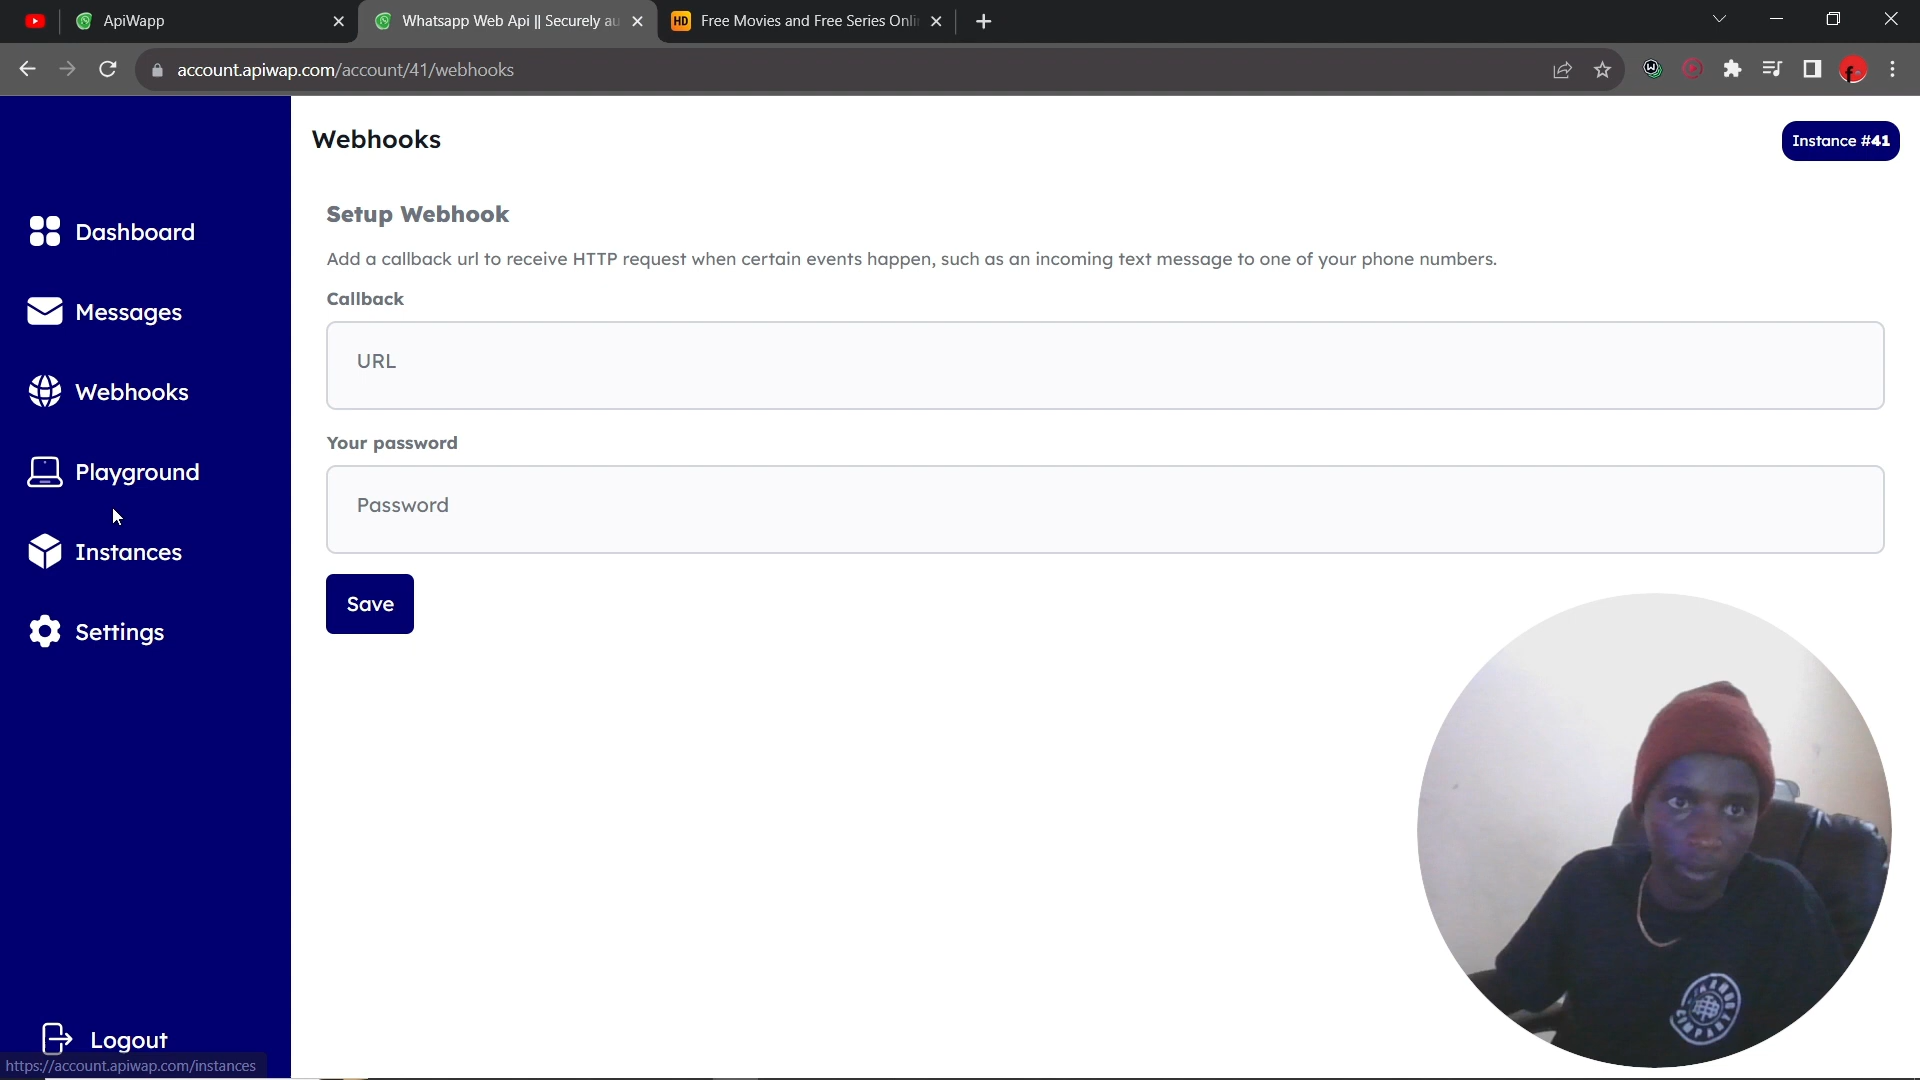 ApiWapp
Whatsapp Web Api || Securely au
HD
Free Movies and Free Series Onli
account.apiwap.com/account/41/webhooks
Webhooks
Instance #41
Dashboard
Messages
Webhooks
Playground
Instances
Settings
Logout
Setup Webhook
Add a callback url to receive HTTP request when certain events happen, such as an incoming text message to one of your phone numbers.
Callback
URL
Your password
Password
Save
COMPANY
https://account.apiwap.com/instances